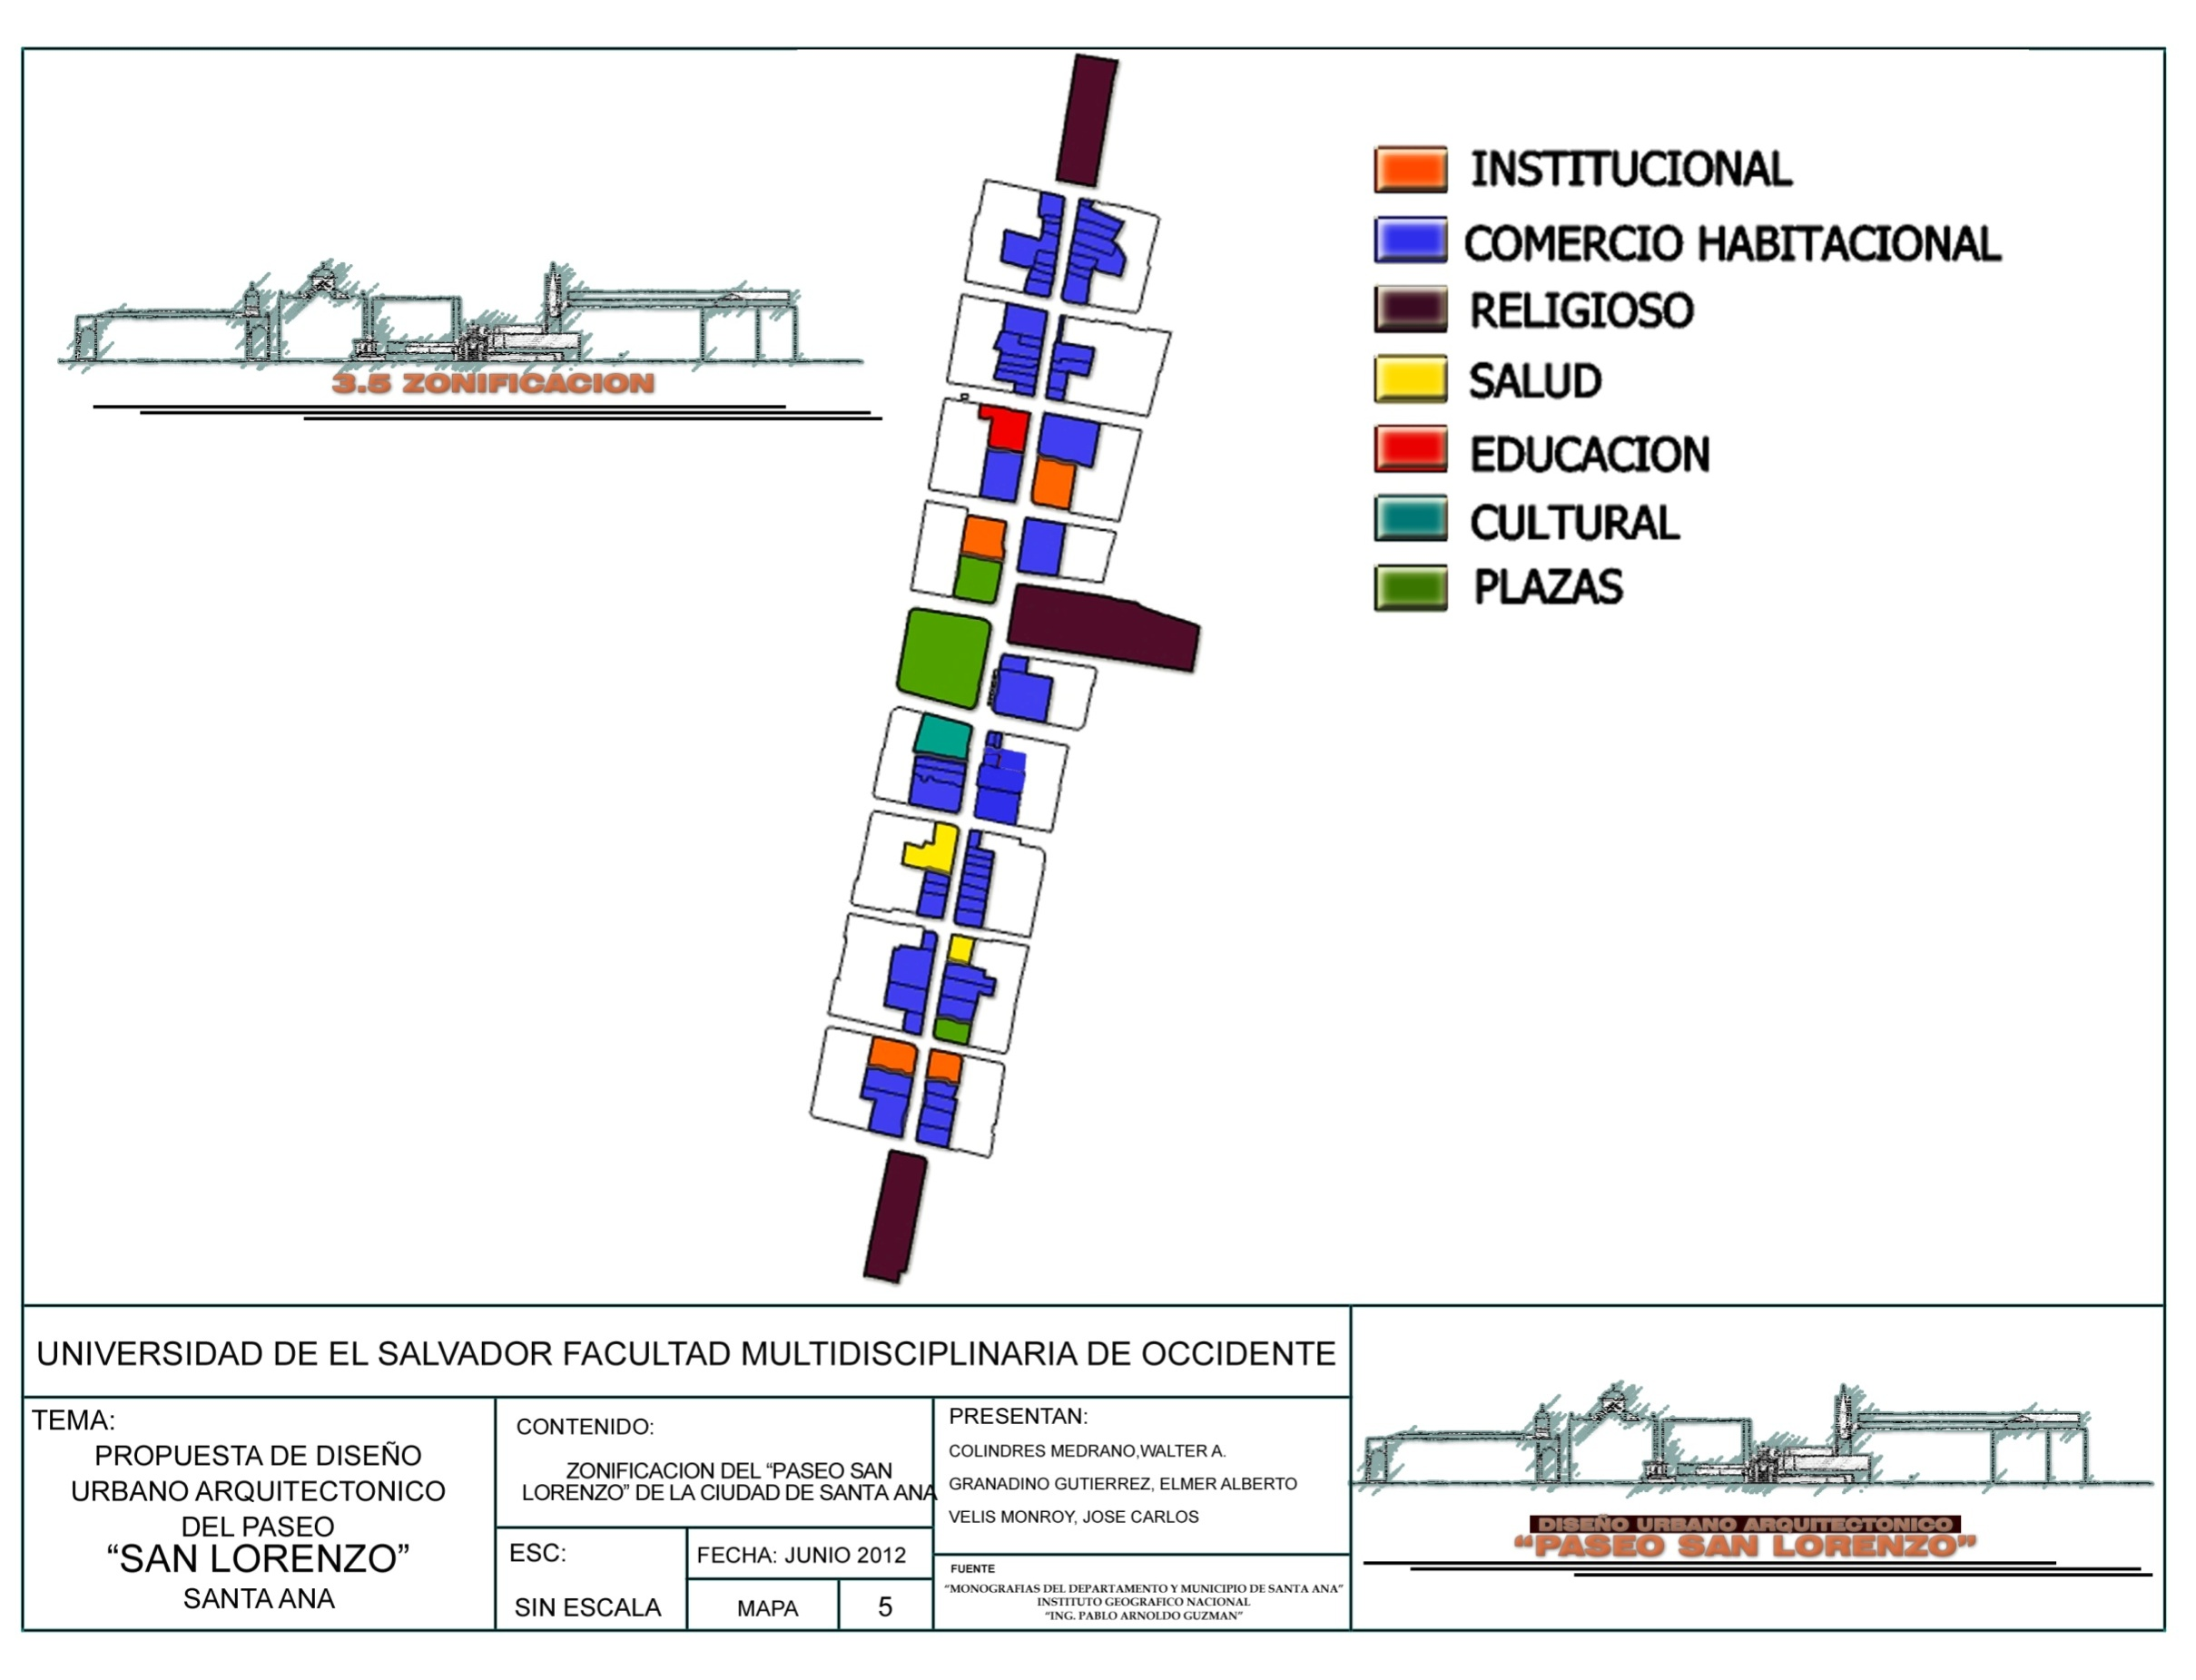 INSTITUCIONAL
COMERCIO HABITACIONAL
RELIGIOSO
SALUD
EDUCACION
CULTURAL
PLAZAS
3.5 ZONIFICACION
UNIVERSIDAD DE EL SALVADOR FACULTAD MULTIDISCIPLINARIA DE OCCIDENTE
TEMA:
PROPUESTA DE DISEÑO
URBANO ARQUITECTONICO
DEL PASEO
“SAN LORENZO”
SANTA ANA
CONTENIDO:
ZONIFICACION DEL “PASEO SAN
LORENZO” DE LA CIUDAD DE SANTA ANA
ESC:
SIN ESCALA
FECHA: JUNIO 2012
MAPA
5
PRESENTAN:
COLINDRES MEDRANO,WALTER A.
GRANADINO GUTIERREZ, ELMER ALBERTO
VELIS MONROY, JOSE CARLOS
FUENTE
“MONOGRAFIAS DEL DEPARTAMENTO Y MUNICIPIO DE SANTA ANA”
INSTITUTO GEOGRAFICO NACIONAL
“ING. PABLO ARNOLDO GUZMAN”
DISEÑO URBANO ARQUITECTONICO
“PASEO SAN LORENZO”